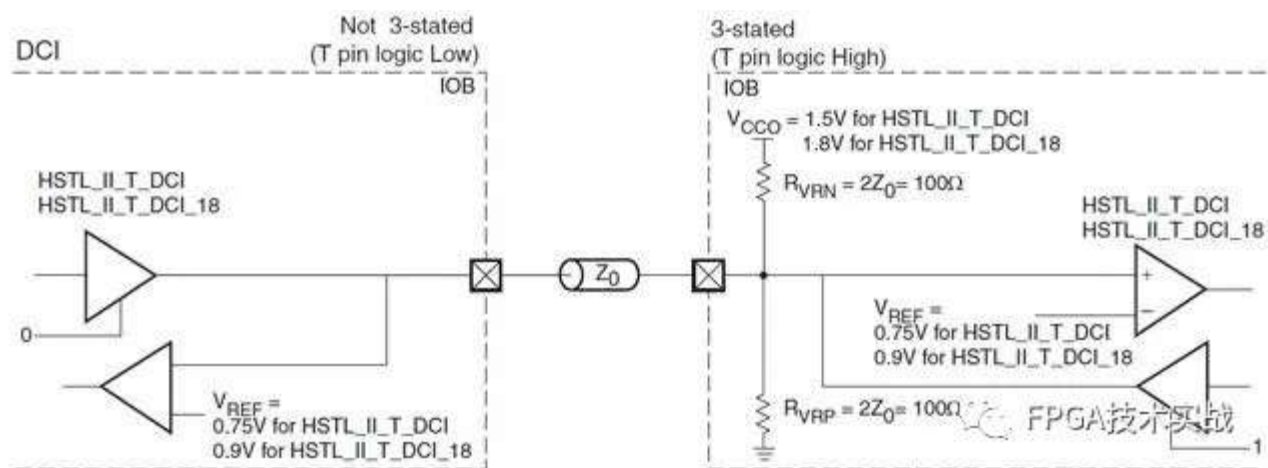 DCI
Not 3-stated
(T pin logic Low)
IOB
HSTL_II_T_DCI
HSTL_II_T_DCI_18
0
VREF =
0.75V for HSTL_II_T_DCI
0.9V for HSTL_II_T_DCI_18
Z0
3-stated
(T pin logic High)
IOB
VCCO = 1.5V for HSTL_II_T_DCI
1.8V for HSTL_II_T_DCI_18
RVRN = 2Z0= 100Ω
HSTL_II_T_DCI
HSTL_II_T_DCI_18
+
−
VREF =
0.75V for HSTL_II_T_DCI
0.9V for HSTL_II_T_DCI_18
RVRP = 2Z0= 100Ω
FPGA技术实战
1